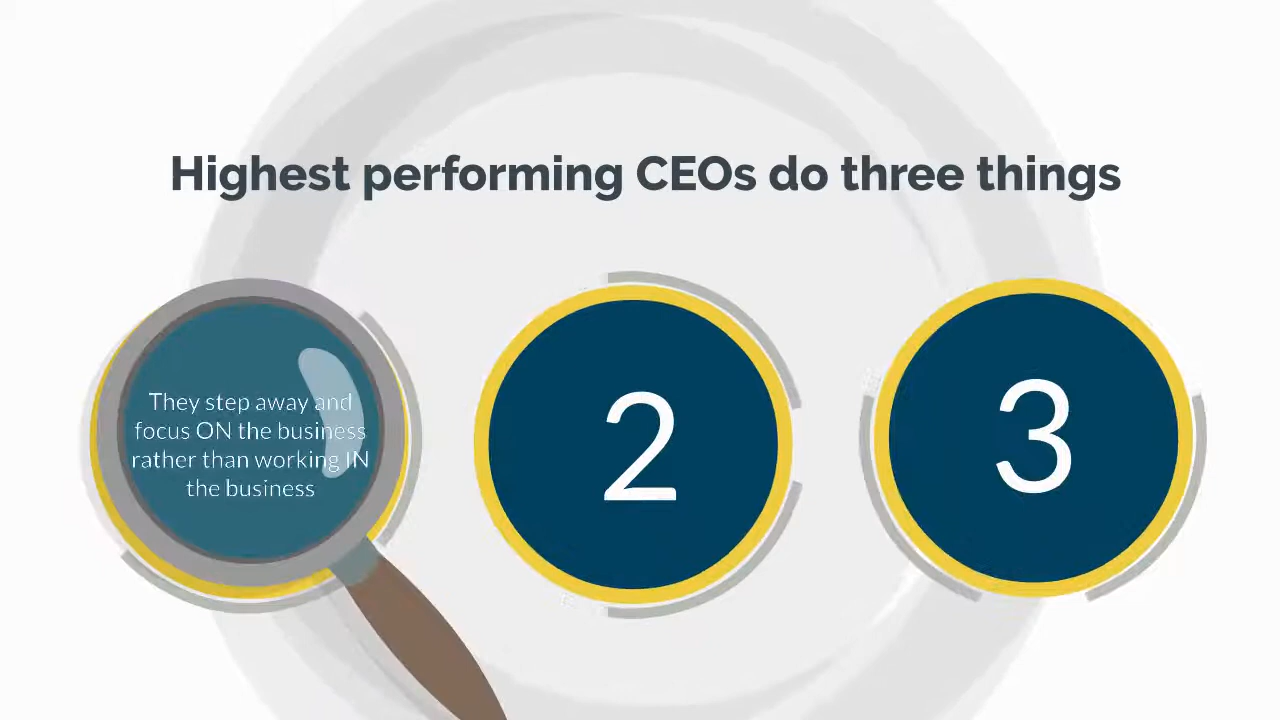 Highest performing CEOs do three things
They step away and
focus ON the business
rather than working IN
the business
2
3